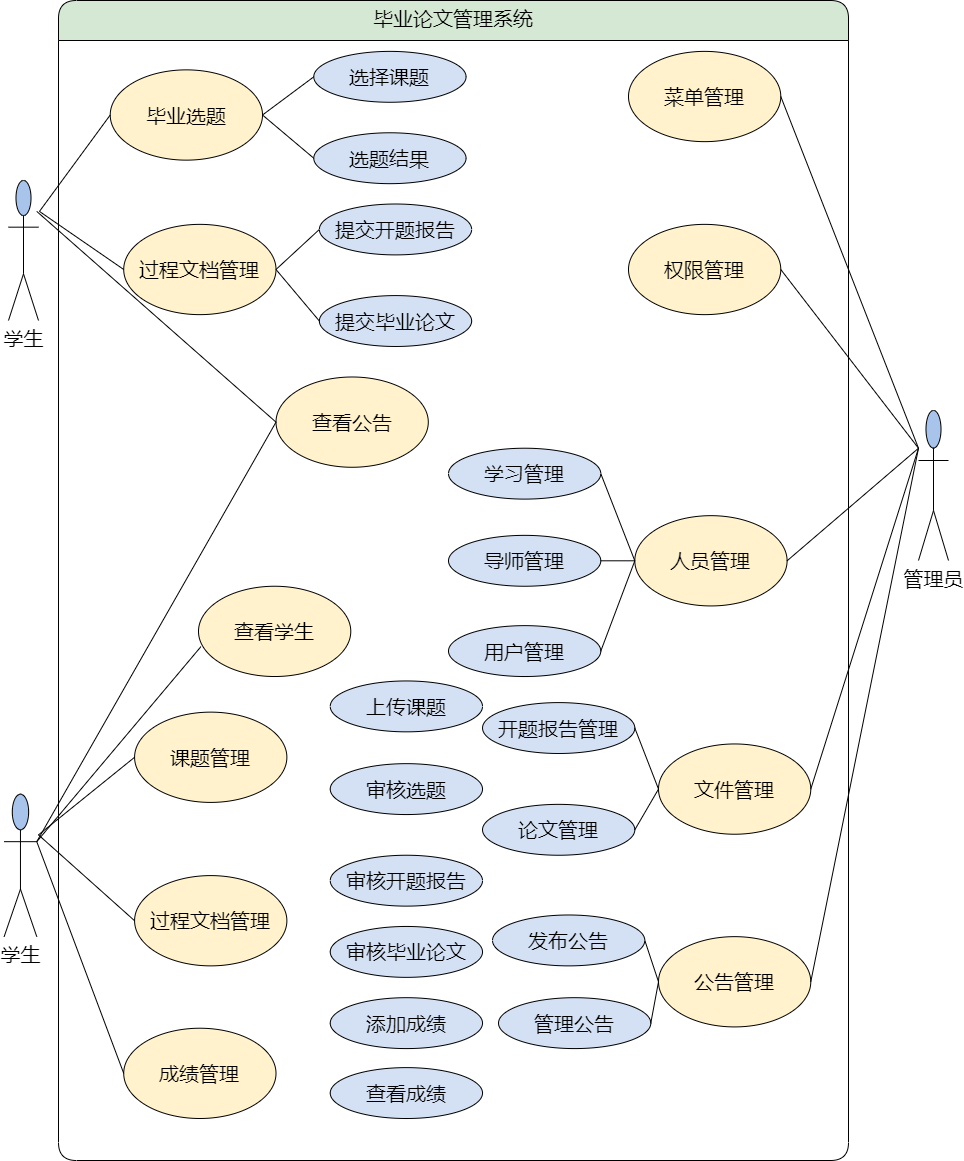 毕业论文管理系统
选择课题
菜单管理
毕业选题
选题结果
提交开题报告
过程文档管理
权限管理
提交毕业论文
学生
查看公告
学习管理
导师管理
人员管理
管理员
查看学生
用户管理
上传课题
开题报告管理
课题管理
审核选题
文件管理
论文管理
审核开题报告
过程文档管理
发布公告
审核毕业论文
学生
公告管理
添加成绩
管理公告
成绩管理
查看成绩